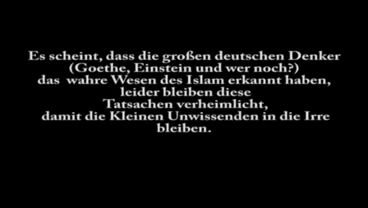 Es scheint, dass die großen deutschen Denker
(Goethe, Einstein und wer noch?)
das wahre Wesen des Islam erkannt haben,
leider bleiben diese
Tatsachen verheimlicht,
damit die Kleinen Unwissenden in die Irre
bleiben.